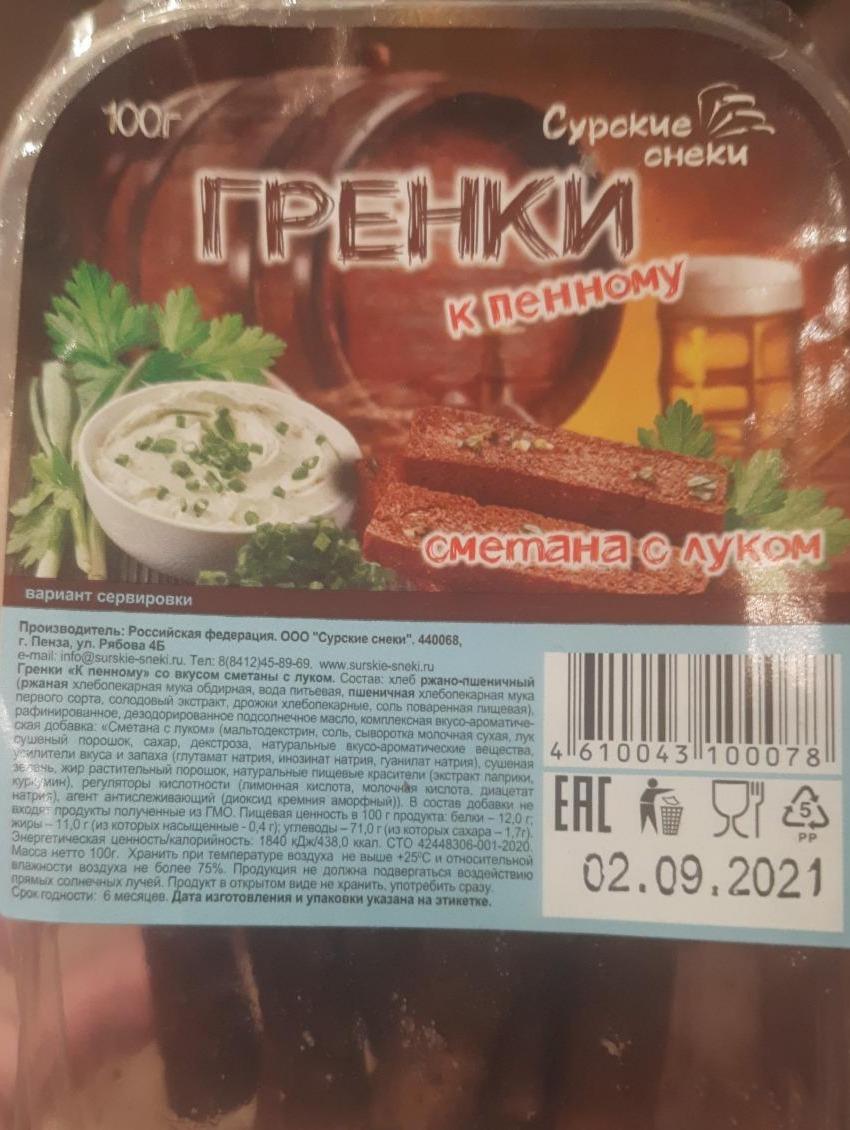 100г
Сурские
снеки
ГРЕНКИ
к пенному
сметана с луком
вариант сервировки
Производитель: Российская федерация. ООО "Сурские снеки". 440068,
г. Пенза, ул. Рябова 4Б
e-mail: info@surskie-sneki.ru. Тел: 8(8412)45-89-69. www.surskie-sneki.ru
Гренки «К пенному» со вкусом сметаны с луком. Состав: хлеб ржано-пшеничный
(ржаная хлебопекарная мука обдирная, вода питьевая, пшеничная хлебопекарная мука
первого сорта, солодовый экстракт, дрожжи хлебопекарные, соль поваренная пищевая),
рафинированное, дезодорированное подсолнечное масло, комплексная вкусо-ароматиче-
ская добавка: «Сметана с луком» (мальтодекстрин, соль, сыворотка молочная сухая, лук
сушеный порошок, сахар, декстроза, натуральные вкусо-ароматические вещества,
усилители вкуса и запаха (глутамат натрия, инозинат натрия, гуанилат натрия), сушеная
зелень, жир растительный порошок, натуральные пищевые красители (экстракт паприки,
куркумин), регуляторы кислотности (лимонная кислота, молочная кислота, диацетат
натрия), агент антислеживающий (диоксид кремния аморфный)). В состав добавки не
входят продукты полученные из ГМО. Пищевая ценность в 100 г продукта: белки – 12,0 г;
жиры – 11,0 г (из которых насыщенные - 0,4 г); углеводы – 71,0 г (из которых сахара – 1,7г).
Энергетическая ценность/калорийность: 1840 кДж/438,0 ккал. СТО 42448306-001-2020.
Масса нетто 100г. Хранить при температуре воздуха не выше +25°С и относительной
влажности воздуха не более 75%. Продукция не должна подвергаться воздействию
прямых солнечных лучей. Продукт в открытом виде не хранить, употребить сразу.
Срок годности: 6 месяцев. Дата изготовления и упаковки указана на этикетке.
4 610043 100078
ЕАС
5
PP
02.09.2021